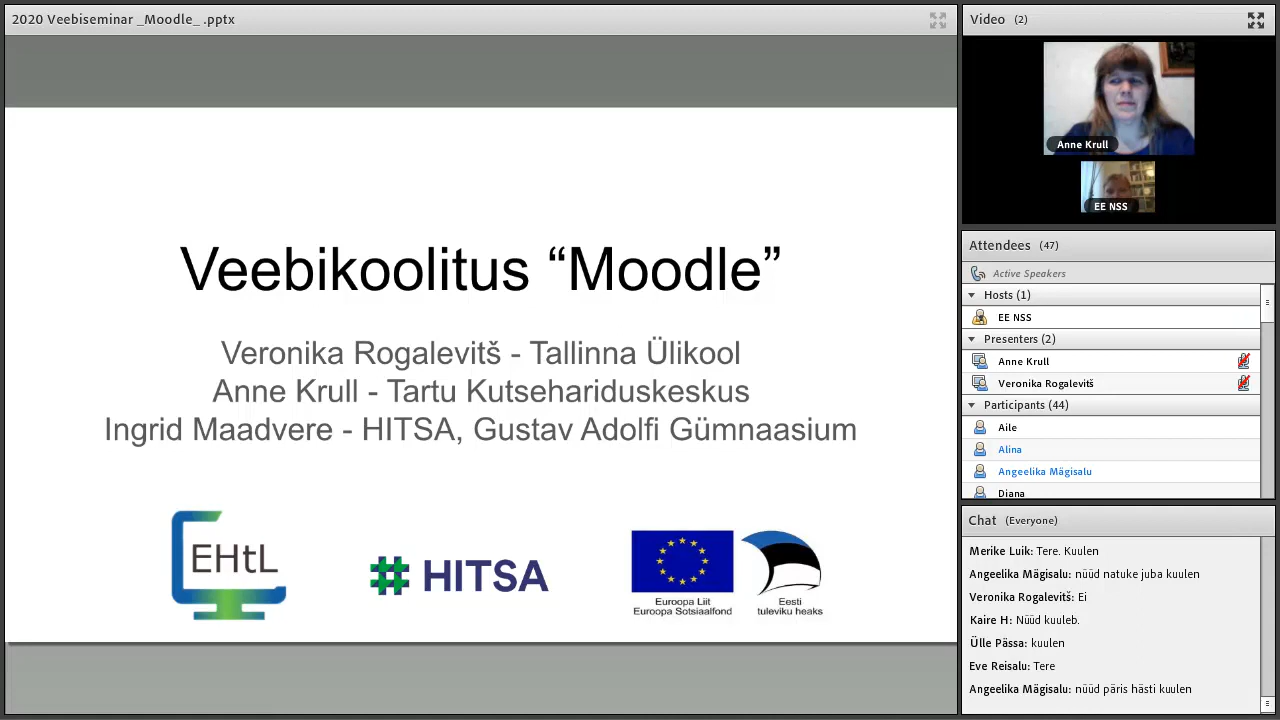 2020 Veebiseminar _Moodle_ .pptx
Veebikoolitus “Moodle”
Veronika Rogalevitš - Tallinna Ülikool
Anne Krull - Tartu Kutsehariduskeskus
Ingrid Maadvere - HITSA, Gustav Adolfi Gümnaasium
EHtL
HITSA
Euroopa Liit
Euroopa Sotsiaalfond
Eesti
tuleviku heaks
Video (2)
Anne Krull
EE NSS
Attendees (47)
Active Speakers
Hosts (1)
EE NSS
Presenters (2)
Anne Krull
Veronika Rogalevitš
Participants (44)
Aile
Alina
Angeelika Mägisalu
Diana
Chat (Everyone)
Merike Luik: Tere. Kuulen
Angeelika Mägisalu: nüüd natuke juba kuulen
Veronika Rogalevitš: Ei
Kaire H: Nüüd kuuleb.
Ülle Pässa: kuulen
Eve Reisalu: Tere
Angeelika Mägisalu: nüüd päris hästi kuulen